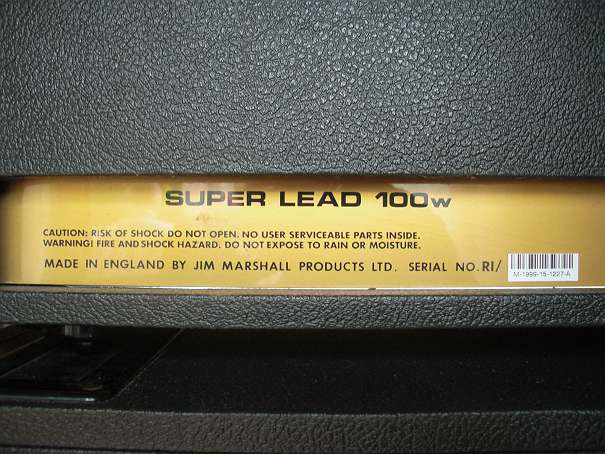 SUPER LEAD 100w
CAUTION: RISK OF SHOCK DO NOT OPEN. NO USER SERVICEABLE PARTS INSIDE.
WARNING! FIRE AND SHOCK HAZARD. DO NOT EXPOSE TO RAIN OR MOISTURE.
MADE IN ENGLAND BY JIM MARSHALL PRODUCTS LTD. SERIAL NO. RI/
M-1999-15-1227-A